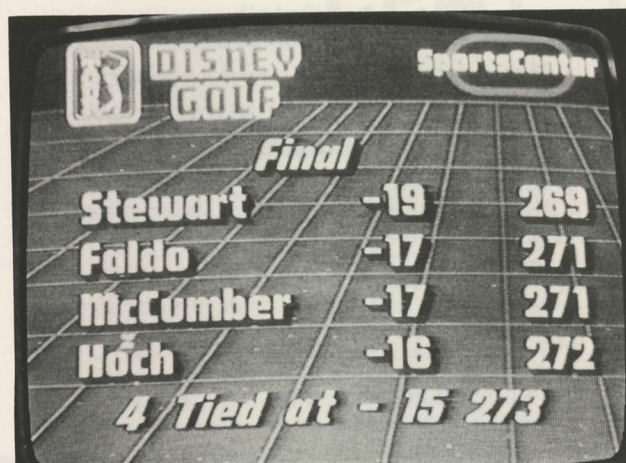 DISNEY
GOLF
SportsCenter
Final
Stewart -19 269
Faldo -17 271
McCumber -17 271
Hoch -16 272
4 Tied at - 15 273